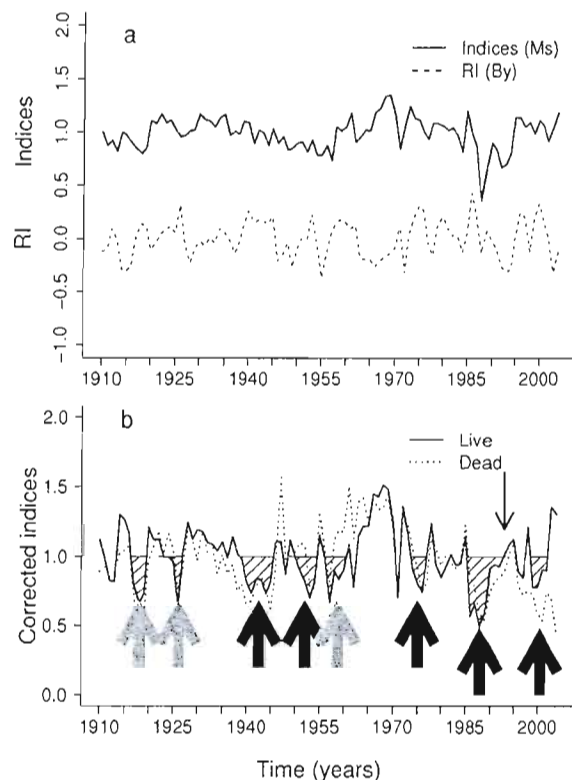 a
Indices (Ms)
RI (By)
RI Indices
2.0
1.5
1.0
0.5
0.0
−0.5
−1.0
1910 1925 1940 1955 1970 1985 2000
b
Live
Dead
Corrected indices
2.0
1.5
1.0
0.5
0.0
1910 1925 1940 1955 1970 1985 2000
Time (years)